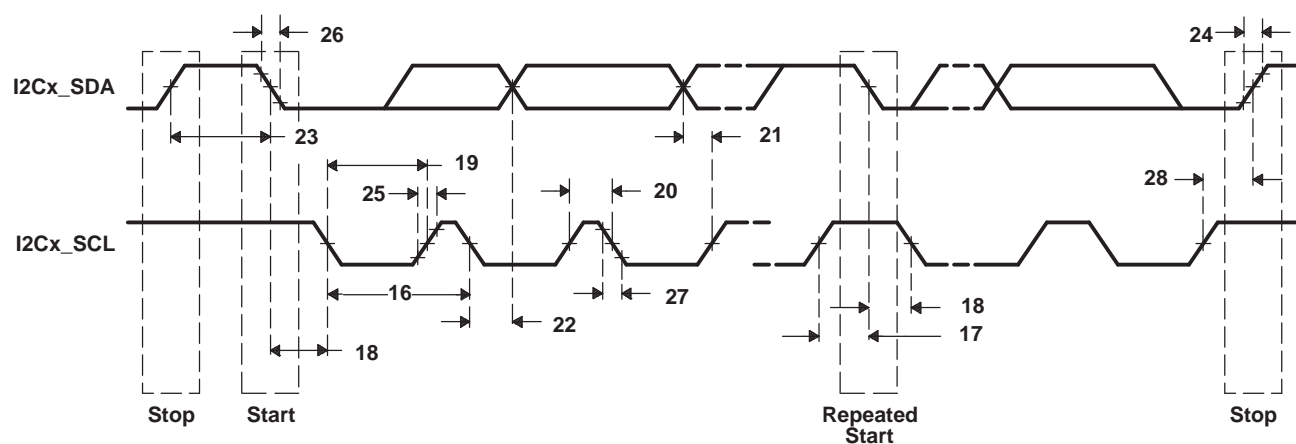 26
24
I2Cx_SDA
23
21
19
25
20
28
I2Cx_SCL
16
27
18
22
17
18
Stop
Start
Repeated
Start
Stop